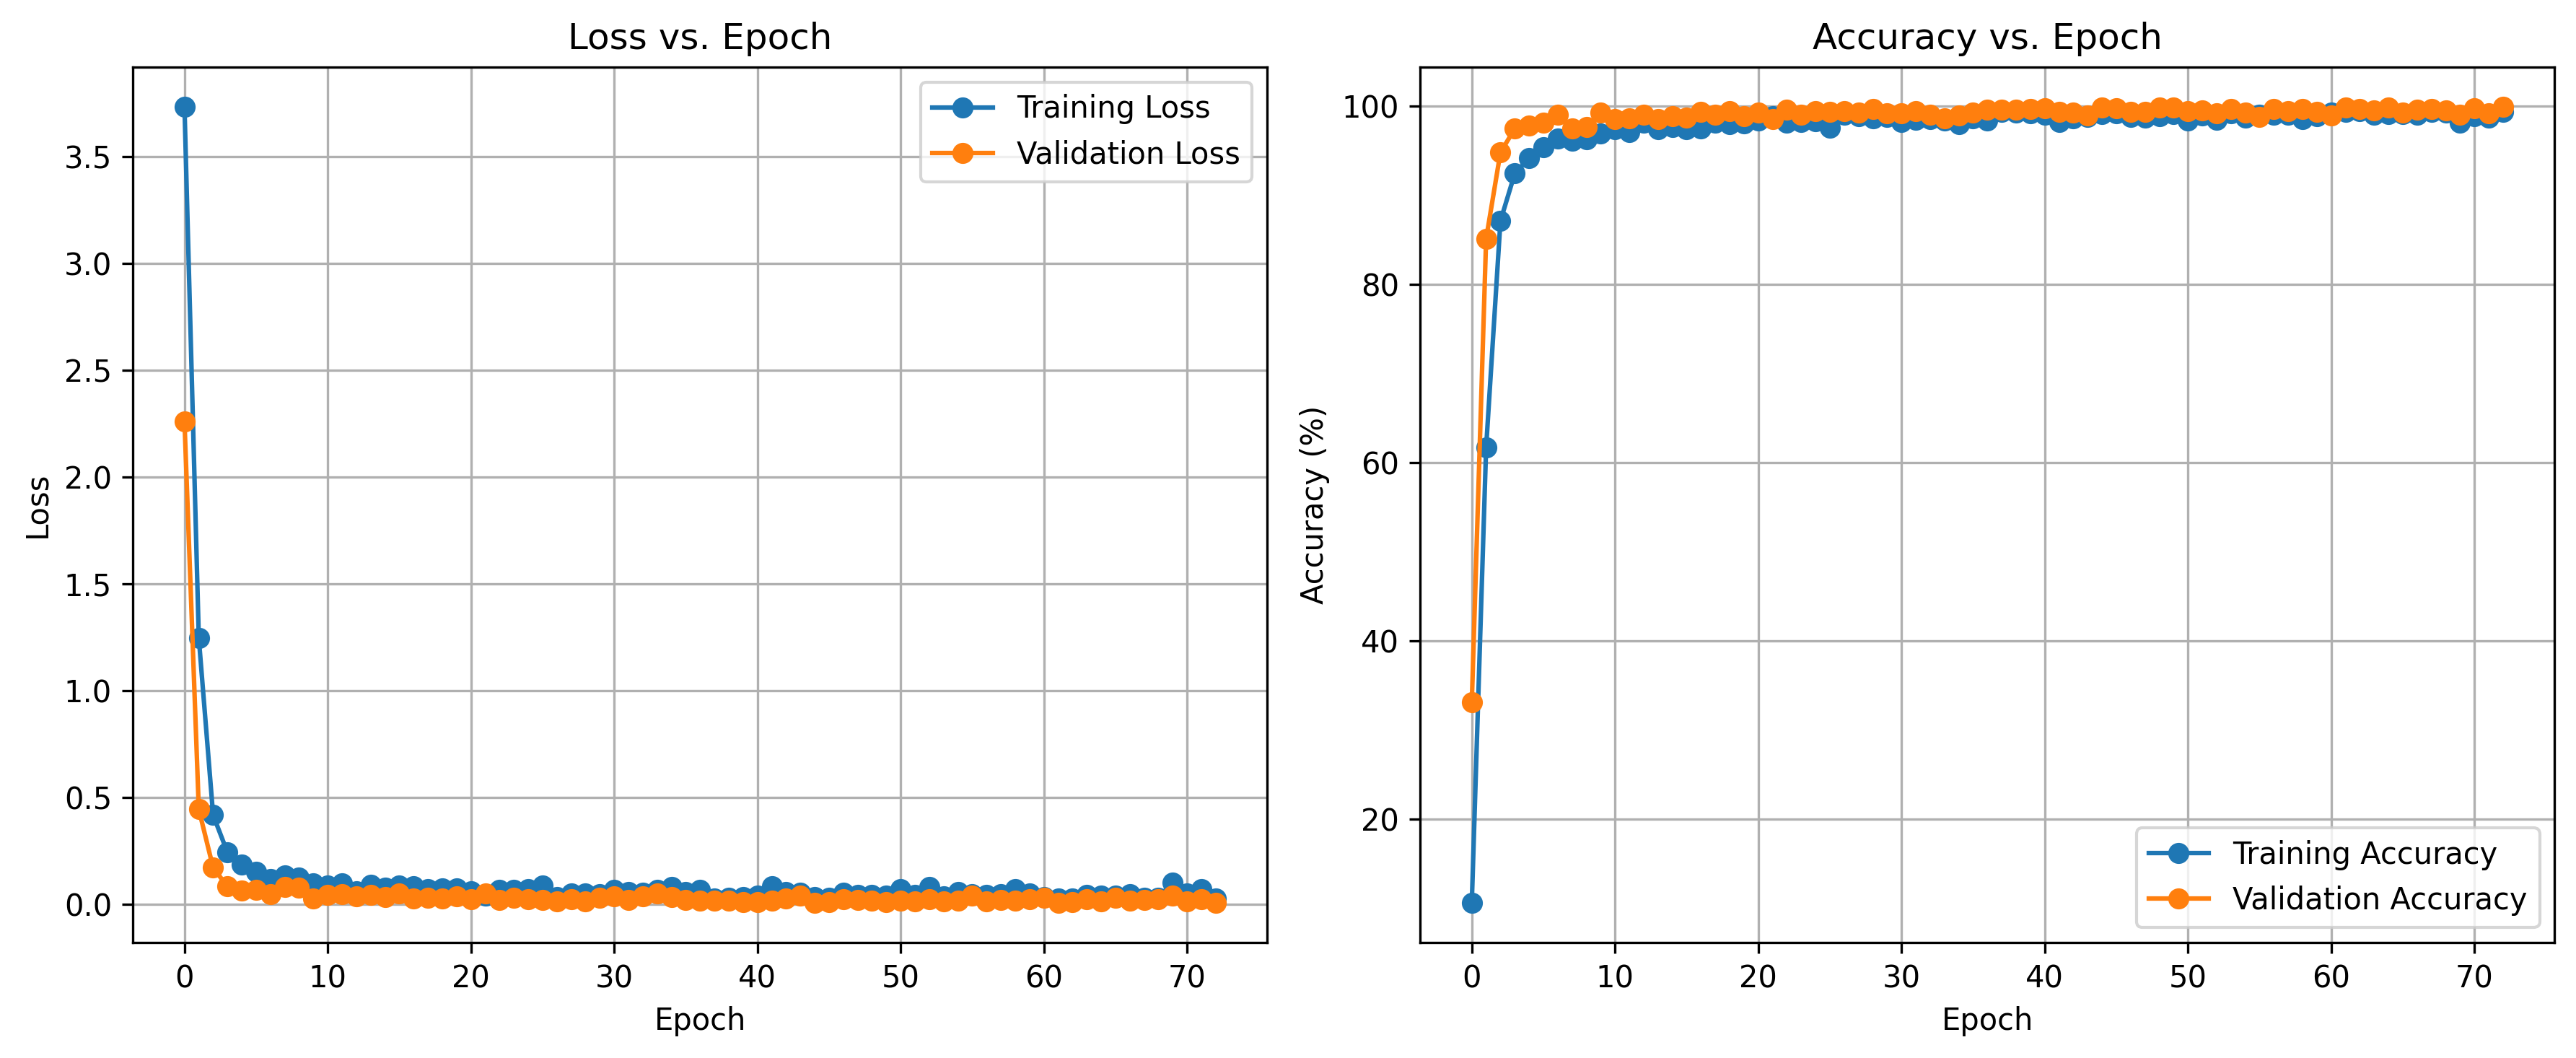 Loss vs. Epoch
Training Loss
Validation Loss
3.5
3.0
2.5
2.0
1.5
1.0
0.5
0.0
Loss
0 10 20 30 40 50 60 70
Epoch
Accuracy vs. Epoch
100
80
60
40
20
Accuracy (%)
Training Accuracy
Validation Accuracy
0 10 20 30 40 50 60 70
Epoch